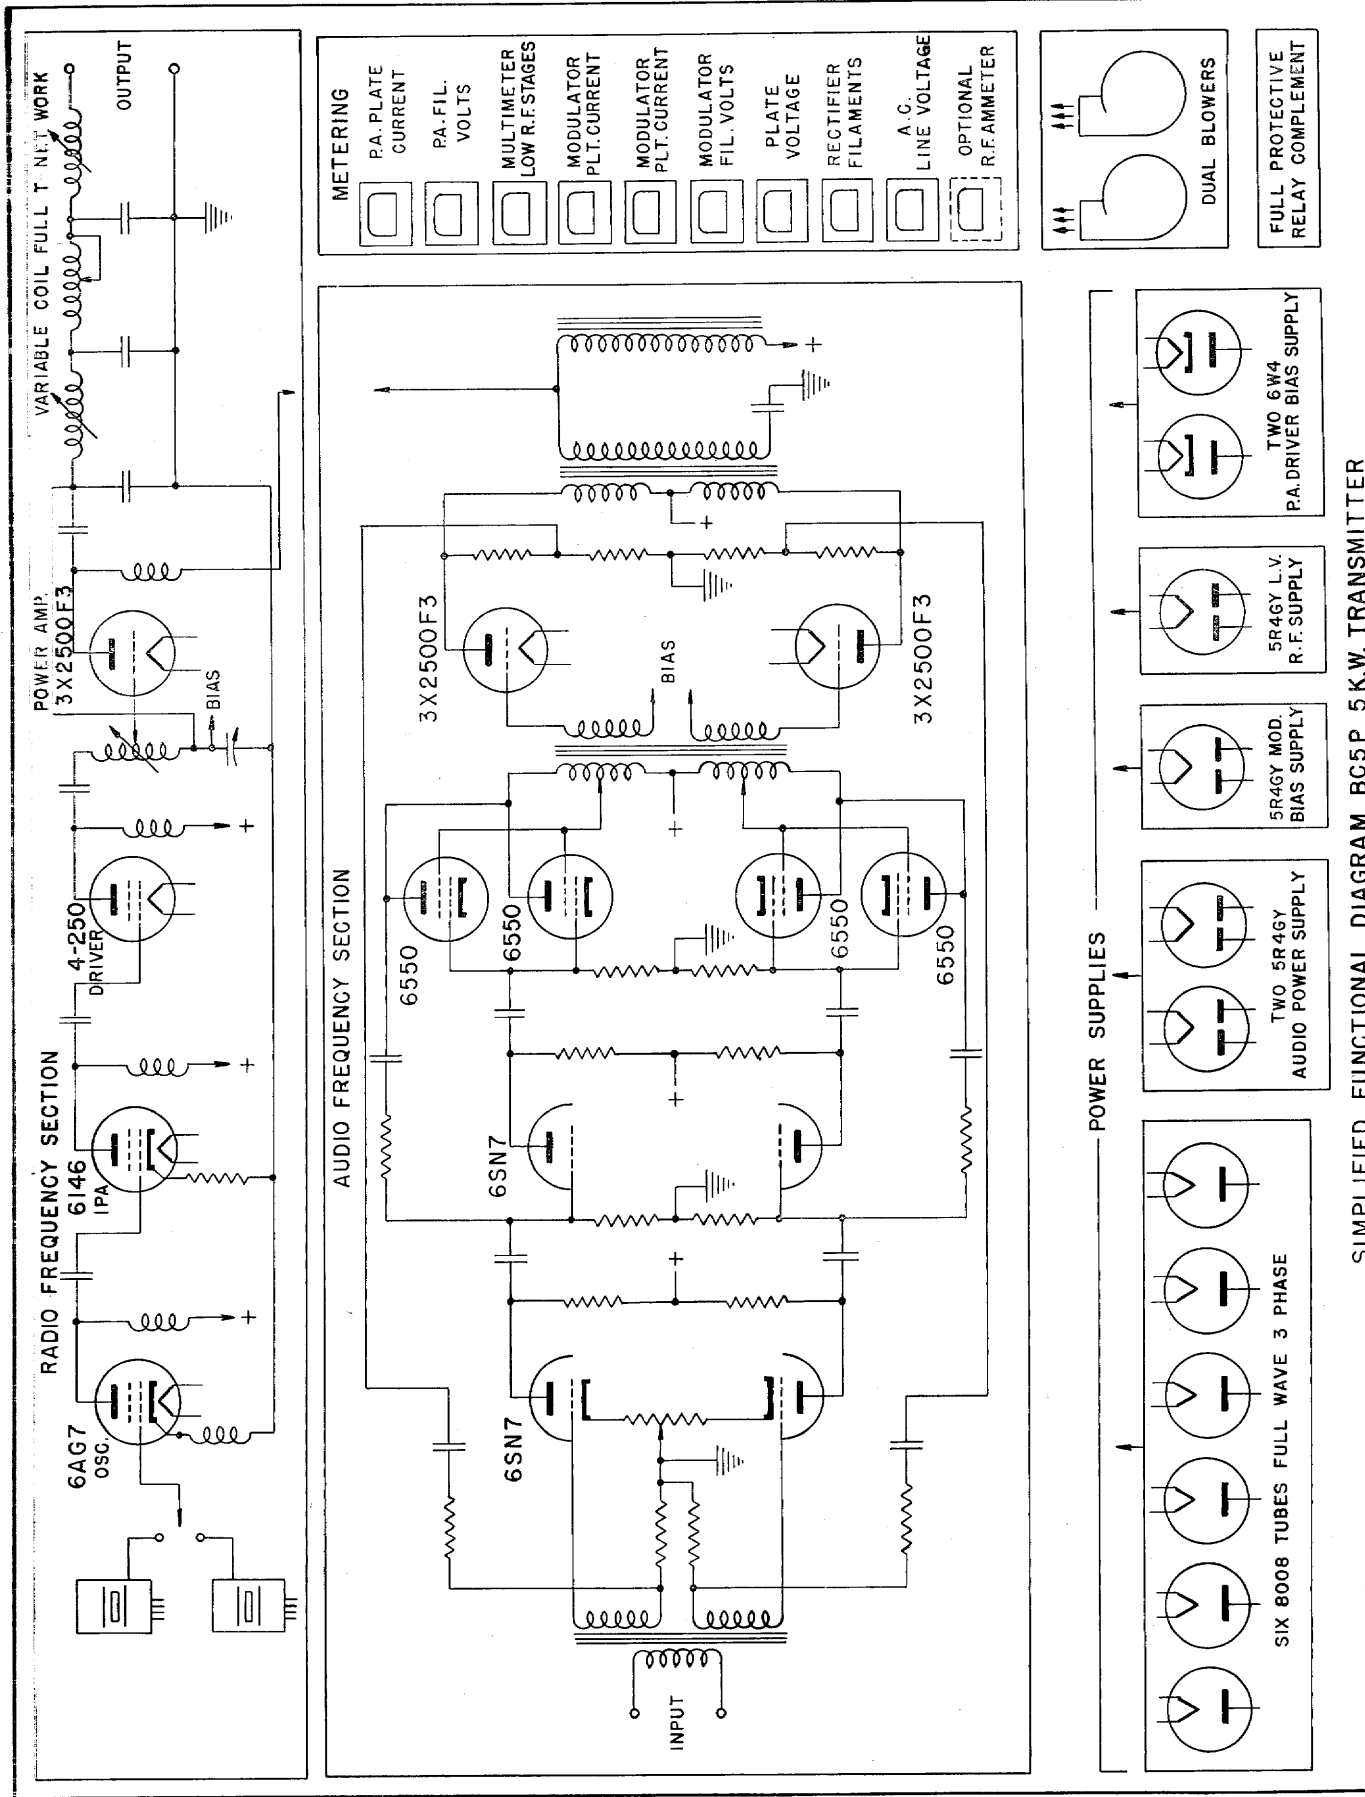 RADIO FREQUENCY SECTION
6AG7
OSC.
6146
IPA
4-250
DRIVER
POWER AMP.
3X2500F3
BIAS
VARIABLE COIL FULL T NET WORK
OUTPUT
AUDIO FREQUENCY SECTION
INPUT
6SN7
6SN7
6550
6550
6550
6550
3X2500F3
BIAS
3X2500F3
METERING
P.A. PLATE
CURRENT
P.A. FIL.
VOLTS
MULTIMETER
LOW R.F. STAGES
MODULATOR
PLT. CURRENT
MODULATOR
PLT. CURRENT
MODULATOR
FIL. VOLTS
PLATE
VOLTAGE
RECTIFIER
FILAMENTS
A.C.
LINE VOLTAGE
OPTIONAL
R.F. AMMETER
POWER SUPPLIES
SIX 8008 TUBES FULL WAVE 3 PHASE
TWO 5R4GY
AUDIO POWER SUPPLY
5R4GY MOD.
BIAS SUPPLY
5R4GY L.V.
R.F. SUPPLY
TWO 6W4
P.A. DRIVER BIAS SUPPLY
DUAL BLOWERS
FULL PROTECTIVE
RELAY COMPLEMENT
SIMPLIFIED FUNCTIONAL DIAGRAM BC5P 5K.W. TRANSMITTER